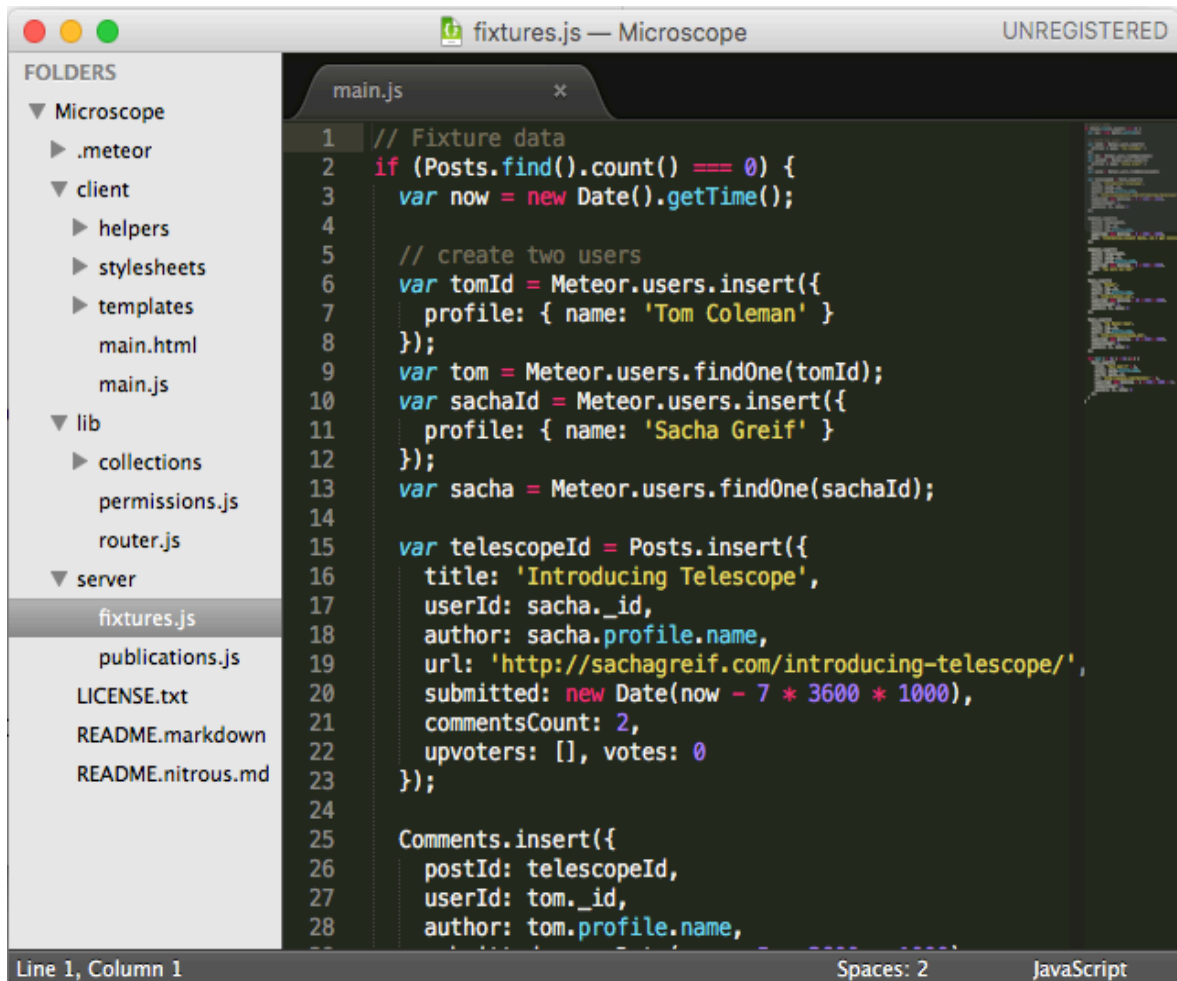 fixtures.js — Microscope
UNREGISTERED
FOLDERS
Microscope
.meteor
client
helpers
stylesheets
templates
main.html
main.js
lib
collections
permissions.js
router.js
server
fixtures.js
publications.js
LICENSE.txt
README.markdown
README.nitrous.md
main.js ×
1 // Fixture data
2 if (Posts.find().count() === 0) {
3 var now = new Date().getTime();
4
5 // create two users
6 var tomId = Meteor.users.insert({
7 profile: { name: 'Tom Coleman' }
8 });
9 var tom = Meteor.users.findOne(tomId);
10 var sachaId = Meteor.users.insert({
11 profile: { name: 'Sacha Greif' }
12 });
13 var sacha = Meteor.users.findOne(sachaId);
14
15 var telescopeId = Posts.insert({
16 title: 'Introducing Telescope',
17 userId: sacha._id,
18 author: sacha.profile.name,
19 url: 'http://sachagreif.com/introducing-telescope/',
20 submitted: new Date(now - 7 * 3600 * 1000),
21 commentsCount: 2,
22 upvoters: [], votes: 0
23 });
24
25 Comments.insert({
26 postId: telescopeId,
27 userId: tom._id,
28 author: tom.profile.name,
Line 1, Column 1
Spaces: 2
JavaScript